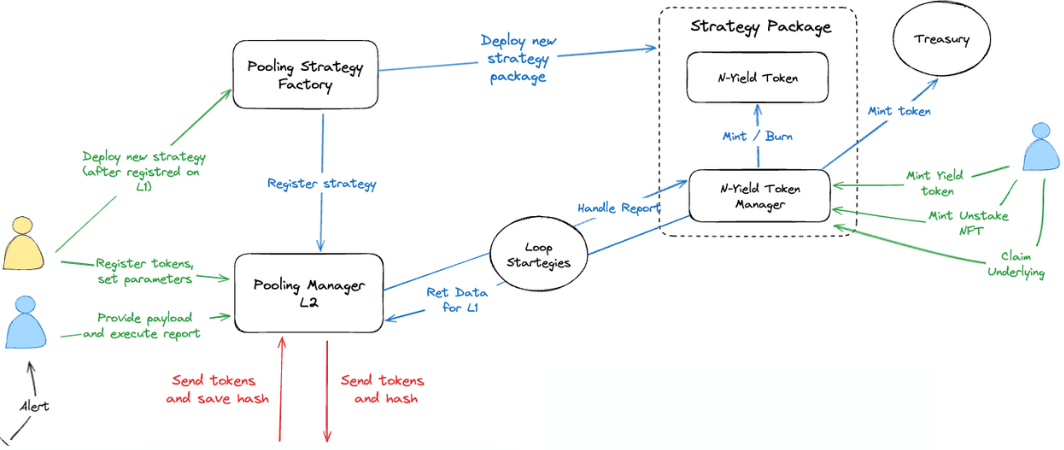 Strategy Package
Treasury
Deploy new
strategy
package
Pooling Strategy
Factory
N-Yield Token
Mint token
Mint / Burn
Deploy new strategy
(after registred on
L1)
Register strategy
N-Yield Token
Manager
Mint Yield
token
Handle Report
Mint Unstake
NFT
Loop
Startegies
Claim
Underlying
Register tokens,
set parameters
Pooling Manager
L2
Ret Data
for L1
Provide payload
and execute report
Send tokens
and save hash
Send tokens
and hash
Alert